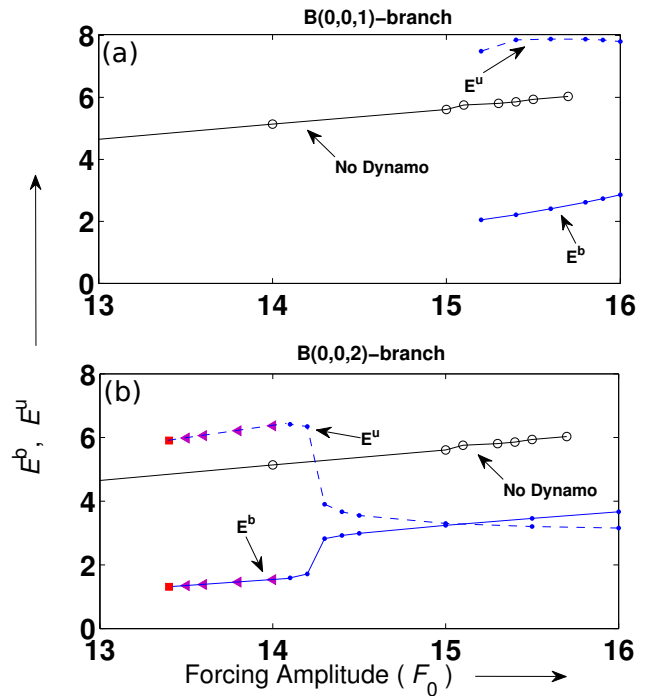 B(0,0,1)−branch
(a)
8
6
4
2
0
E^u
No Dynamo
E^b
13
14
15
16
B(0,0,2)−branch
(b)
8
6
4
2
0
E^u
No Dynamo
E^b
13
14
15
16
E^b, E^u
Forcing Amplitude ( F_0 )